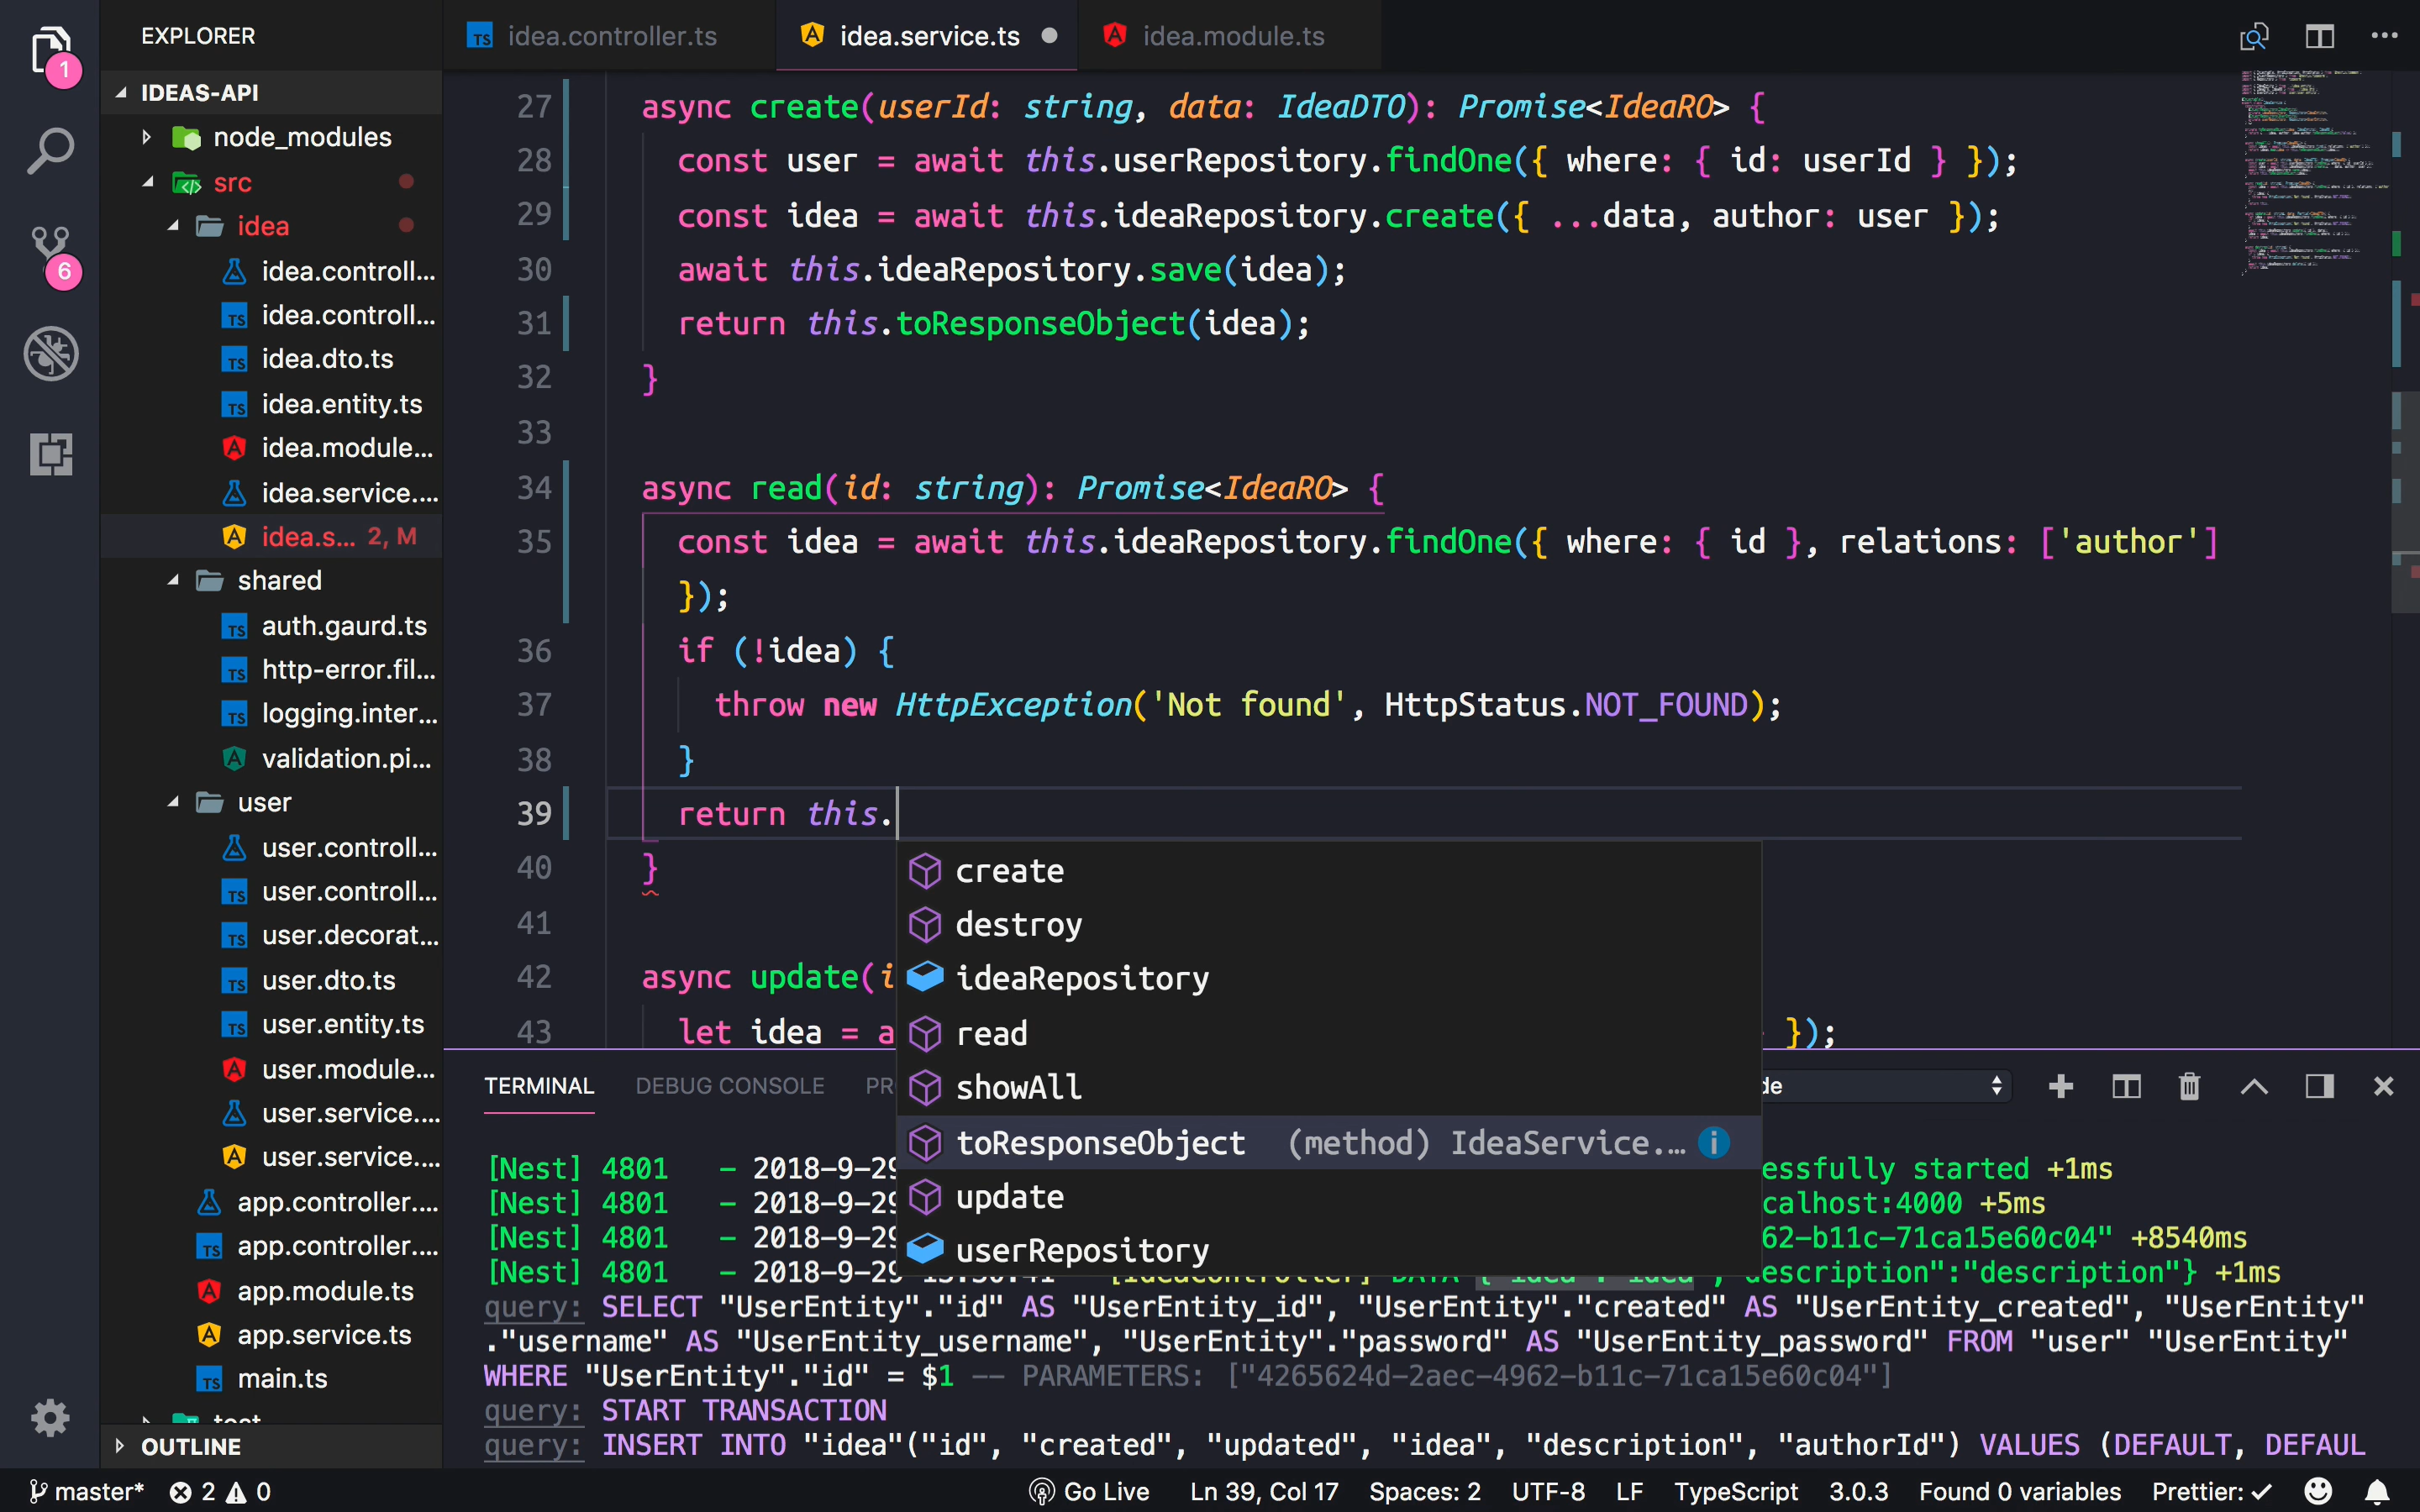 EXPLORER
IDEAS-API
node_modules
src
idea
idea.controll...
idea.controll...
idea.dto.ts
idea.entity.ts
idea.module...
idea.service....
idea.s... 2, M
shared
auth.gaurd.ts
http-error.fil...
logging.inter...
validation.pi...
user
user.controll...
user.controll...
user.decorat...
user.dto.ts
user.entity.ts
user.module...
user.service....
user.service....
app.controller....
app.controller....
app.module.ts
app.service.ts
main.ts
test
OUTLINE
1
6
TS idea.controller.ts
idea.service.ts
idea.module.ts
27 async create(userId: string, data: IdeaDTO): Promise<IdeaRO> {
28 const user = await this.userRepository.findOne({ where: { id: userId } });
29 const idea = await this.ideaRepository.create({ ...data, author: user });
30 await this.ideaRepository.save(idea);
31 return this.toResponseObject(idea);
32 }
33
34 async read(id: string): Promise<IdeaRO> {
35 const idea = await this.ideaRepository.findOne({ where: { id }, relations: ['author']
});
36 if (!idea) {
37 throw new HttpException('Not found', HttpStatus.NOT_FOUND);
38 }
39 return this.
40 }
41
42 async update(i
43 let idea = a } });
create
destroy
ideaRepository
read
showAll
toResponseObject (method) IdeaService....
update
userRepository
TERMINAL DEBUG CONSOLE PR de
[Nest] 4801 - 2018-9-29 essfully started +1ms
[Nest] 4801 - 2018-9-29 calhost:4000 +5ms
[Nest] 4801 - 2018-9-29 62-b11c-71ca15e60c04" +8540ms
[Nest] 4801 - 2018-9-29 [IdeaController] DATA {"idea":"idea","description":"description"} +1ms
query: SELECT "UserEntity"."id" AS "UserEntity_id", "UserEntity"."created" AS "UserEntity_created", "UserEntity"
."username" AS "UserEntity_username", "UserEntity"."password" AS "UserEntity_password" FROM "user" "UserEntity"
WHERE "UserEntity"."id" = $1 -- PARAMETERS: ["4265624d-2aec-4962-b11c-71ca15e60c04"]
query: START TRANSACTION
query: INSERT INTO "idea"("id", "created", "updated", "idea", "description", "authorId") VALUES (DEFAULT, DEFAUL
master* 2 0 Go Live Ln 39, Col 17 Spaces: 2 UTF-8 LF TypeScript 3.0.3 Found 0 variables Prettier: ✓